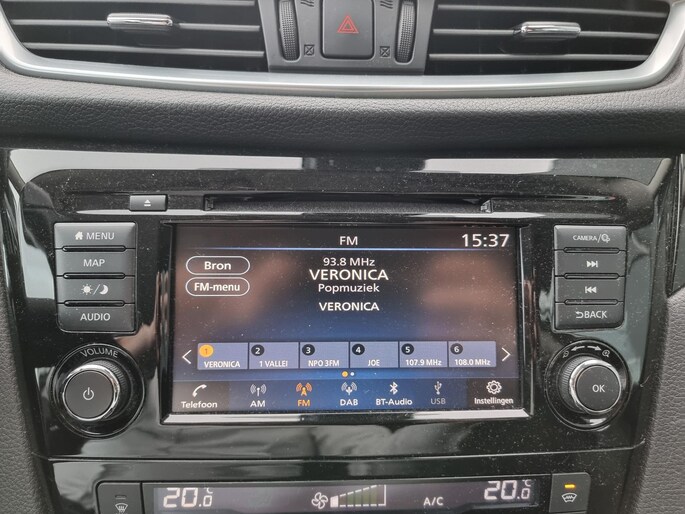 MENU
MAP
AUDIO
VOLUME
FM
15:37
Bron
FM-menu
93.8 MHz
VERONICA
Popmuziek
VERONICA
1 VERONICA
2 1 VALLEI
3 NPO 3FM
4 JOE
5 107.9 MHz
6 108.0 MHz
Telefoon
AM
FM
DAB
BT-Audio
USB
Instellingen
CAMERA/
BACK
OK
20.0
A/C
20.0